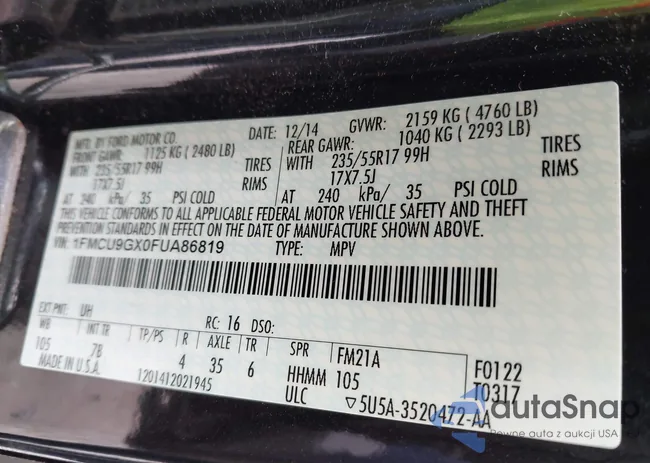 MFD. BY FORD MOTOR CO. DATE: 12/14 GVWR: 2159 KG ( 4760 LB)
FRONT GAWR: 1125 KG ( 2480 LB) REAR GAWR: 1040 KG ( 2293 LB)
WITH 235/55R17 99H TIRES WITH 235/55R17 99H TIRES
17X7.5J RIMS 17X7.5J RIMS
AT 240 kPa/ 35 PSI COLD AT 240 kPa/ 35 PSI COLD
THIS VEHICLE CONFORMS TO ALL APPLICABLE FEDERAL MOTOR VEHICLE SAFETY AND THEFT
PREVENTION STANDARDS IN EFFECT ON THE DATE OF MANUFACTURE SHOWN ABOVE.
VIN: 1FMCU9GX0FUA86819 TYPE: MPV
EXT PNT: UH RC: 16 DSO:
WB INT TR TP/PS R AXLE TR SPR FM21A F0122
105 7B 4 35 6 HHMM 105 T0317
MADE IN U.S.A. 1201412021945 ULC ▽5U5A-3520472-AA
autaSnap
Pewne auta z aukcji USA